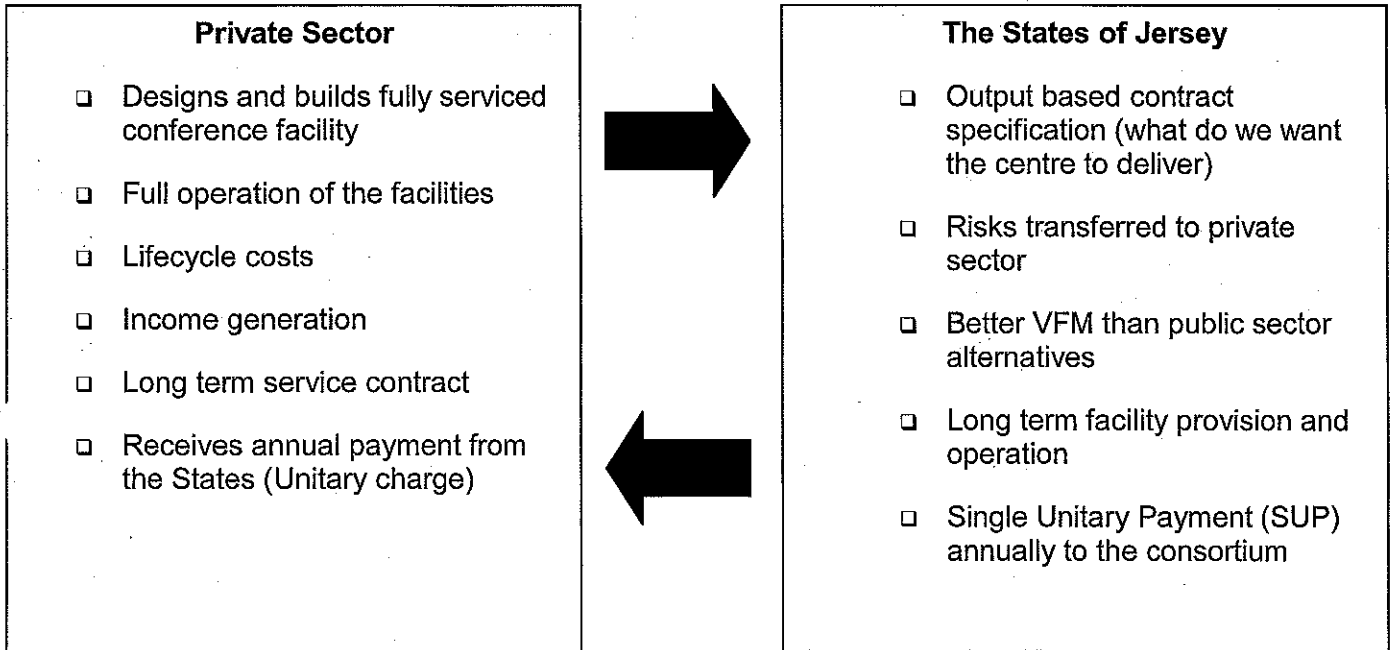 Private Sector
❑ Designs and builds fully serviced
conference facility
❑ Full operation of the facilities
❑ Lifecycle costs
❑ Income generation
❑ Long term service contract
❑ Receives annual payment from
the States (Unitary charge)
The States of Jersey
❑ Output based contract
specification (what do we want
the centre to deliver)
❑ Risks transferred to private
sector
❑ Better VFM than public sector
alternatives
❑ Long term facility provision and
operation
❑ Single Unitary Payment (SUP)
annually to the consortium